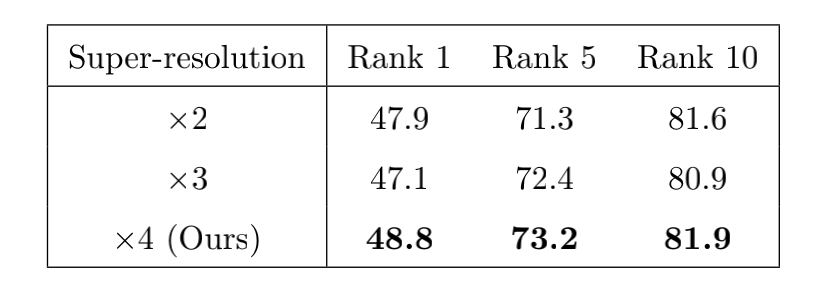 Super-resolution Rank 1 Rank 5 Rank 10
×2 47.9 71.3 81.6
×3 47.1 72.4 80.9
×4 (Ours) 48.8 73.2 81.9